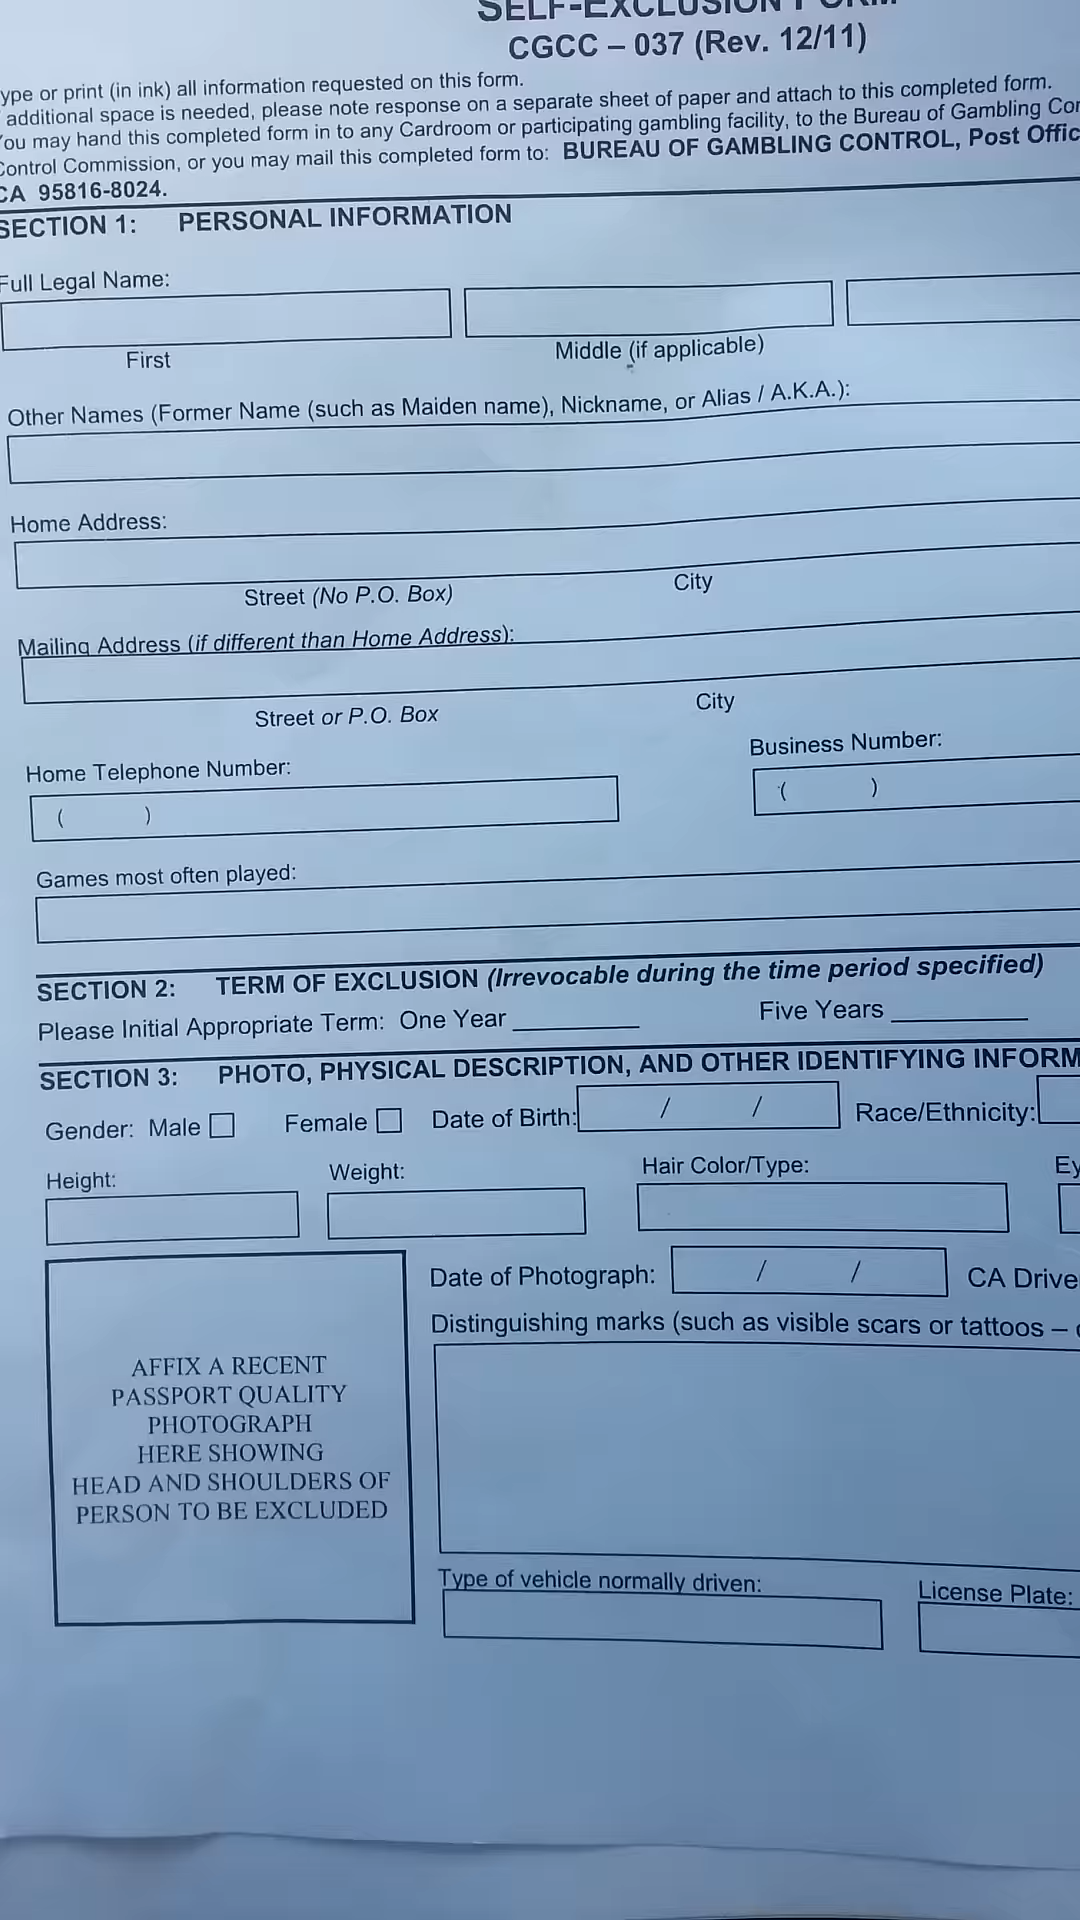 SELF-EXCLUSION FORM
CGCC – 037 (Rev. 12/11)
ype or print (in ink) all information requested on this form.
additional space is needed, please note response on a separate sheet of paper and attach to this completed form.
You may hand this completed form in to any Cardroom or participating gambling facility, to the Bureau of Gambling Con
Control Commission, or you may mail this completed form to: BUREAU OF GAMBLING CONTROL, Post Offic
CA 95816-8024.
SECTION 1: PERSONAL INFORMATION
Full Legal Name:
First Middle (if applicable)
Other Names (Former Name (such as Maiden name), Nickname, or Alias / A.K.A.):
Home Address:
Street (No P.O. Box) City
Mailing Address (if different than Home Address):
Street or P.O. Box City
Home Telephone Number: Business Number:
( ) ( )
Games most often played:
SECTION 2: TERM OF EXCLUSION (Irrevocable during the time period specified)
Please Initial Appropriate Term: One Year _________ Five Years _________
SECTION 3: PHOTO, PHYSICAL DESCRIPTION, AND OTHER IDENTIFYING INFORM
Gender: Male Female Date of Birth: / / Race/Ethnicity:
Height: Weight: Hair Color/Type: Ey
Date of Photograph: / / CA Drive
Distinguishing marks (such as visible scars or tattoos –
AFFIX A RECENT
PASSPORT QUALITY
PHOTOGRAPH
HERE SHOWING
HEAD AND SHOULDERS OF
PERSON TO BE EXCLUDED
Type of vehicle normally driven: License Plate: